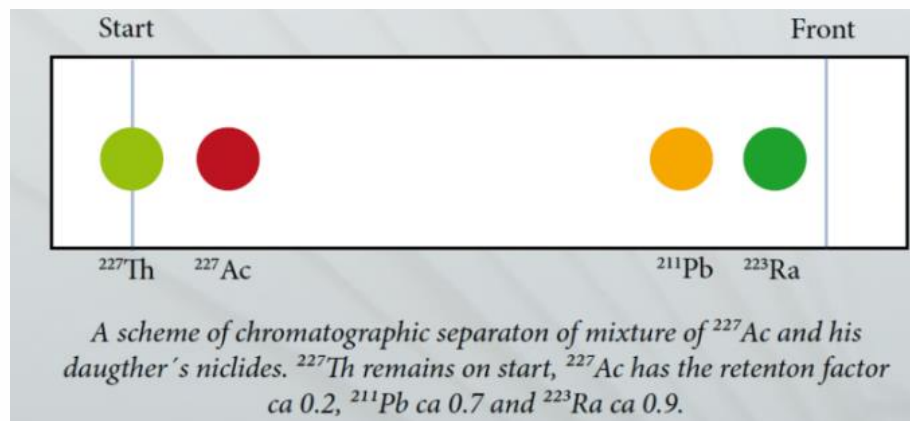 Start Front
²²⁷Th ²²⁷Ac ²¹¹Pb ²²³Ra
A scheme of chromatographic separaton of mixture of ²²⁷Ac and his
daugther´s niclides. ²²⁷Th remains on start, ²²⁷Ac has the retenton factor
ca 0.2, ²¹¹Pb ca 0.7 and ²²³Ra ca 0.9.